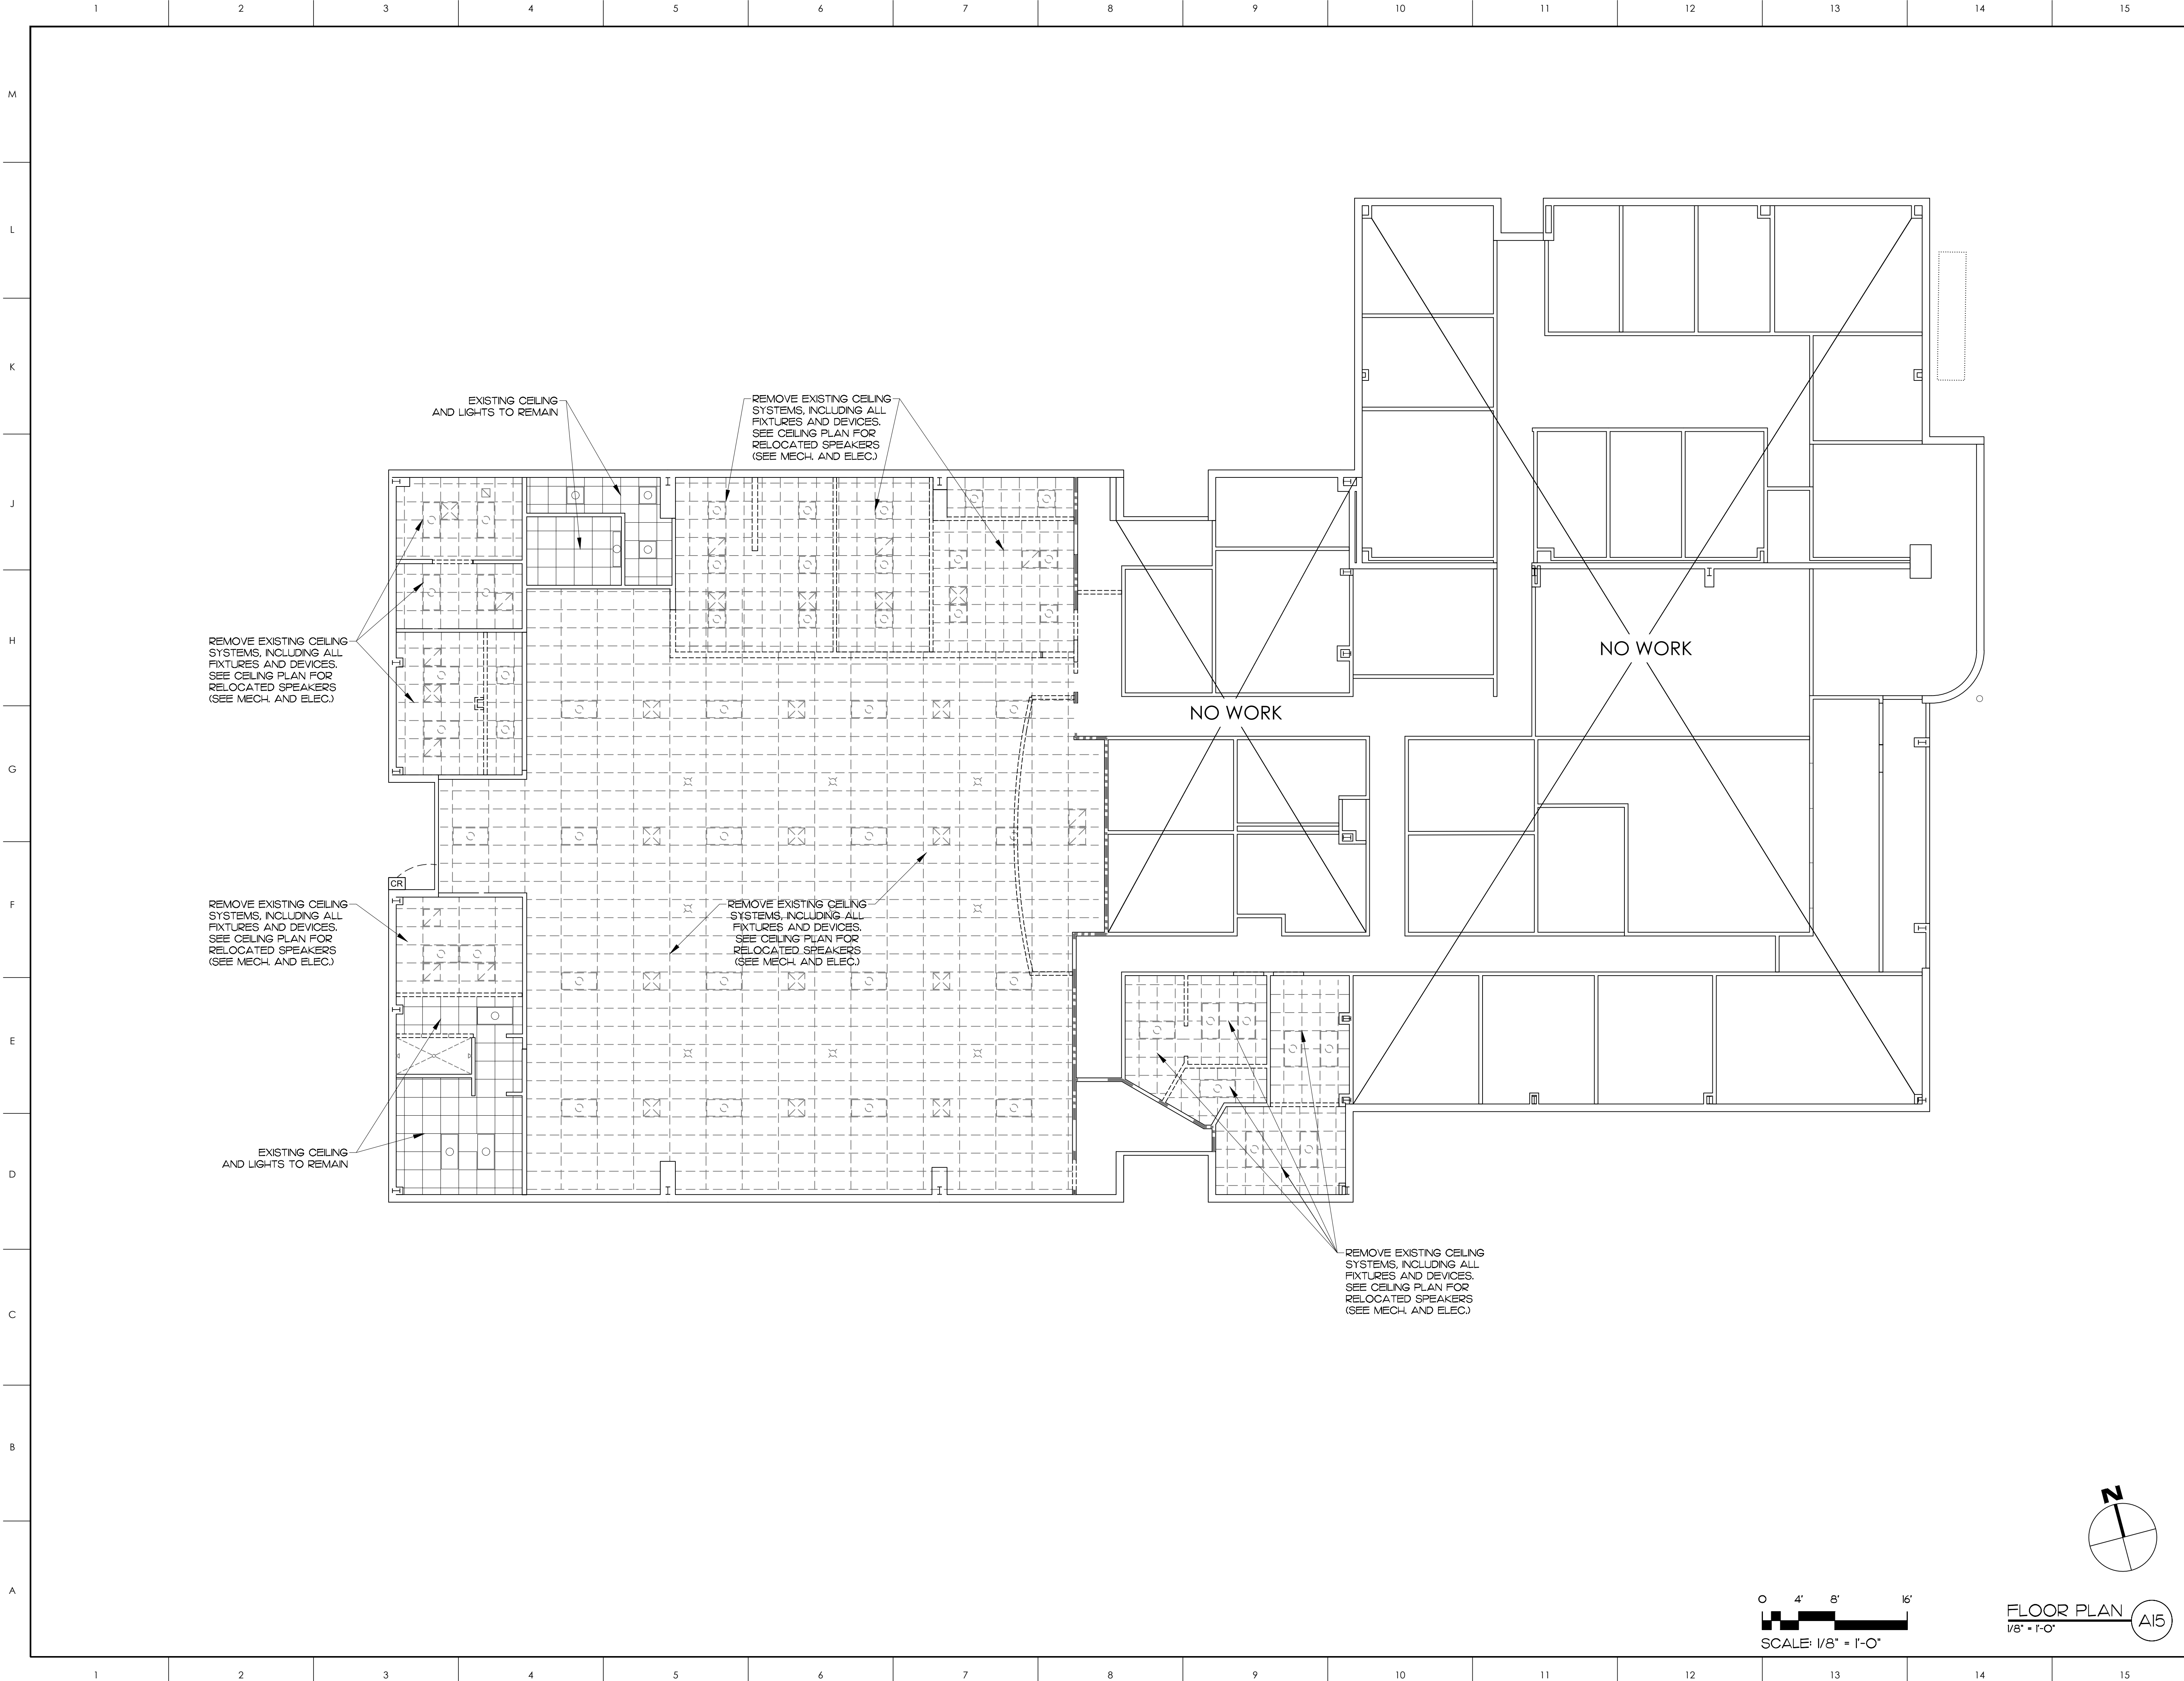 1 2 3 4 5 6 7 8 9 10 11 12 13 14 15
M
L
K
J
H
G
F
E
D
C
B
A
EXISTING CEILING
AND LIGHTS TO REMAIN
REMOVE EXISTING CEILING
SYSTEMS, INCLUDING ALL
FIXTURES AND DEVICES.
SEE CEILING PLAN FOR
RELOCATED SPEAKERS
(SEE MECH. AND ELEC.)
REMOVE EXISTING CEILING
SYSTEMS, INCLUDING ALL
FIXTURES AND DEVICES.
SEE CEILING PLAN FOR
RELOCATED SPEAKERS
(SEE MECH. AND ELEC.)
NO WORK
NO WORK
CR
REMOVE EXISTING CEILING
SYSTEMS, INCLUDING ALL
FIXTURES AND DEVICES.
SEE CEILING PLAN FOR
RELOCATED SPEAKERS
(SEE MECH. AND ELEC.)
REMOVE EXISTING CEILING
SYSTEMS, INCLUDING ALL
FIXTURES AND DEVICES.
SEE CEILING PLAN FOR
RELOCATED SPEAKERS
(SEE MECH. AND ELEC.)
EXISTING CEILING
AND LIGHTS TO REMAIN
REMOVE EXISTING CEILING
SYSTEMS, INCLUDING ALL
FIXTURES AND DEVICES.
SEE CEILING PLAN FOR
RELOCATED SPEAKERS
(SEE MECH. AND ELEC.)
N
0 4' 8' 16'
SCALE: 1/8" = 1'-0"
FLOOR PLAN
1/8" = 1'-0"
A15
1 2 3 4 5 6 7 8 9 10 11 12 13 14 15